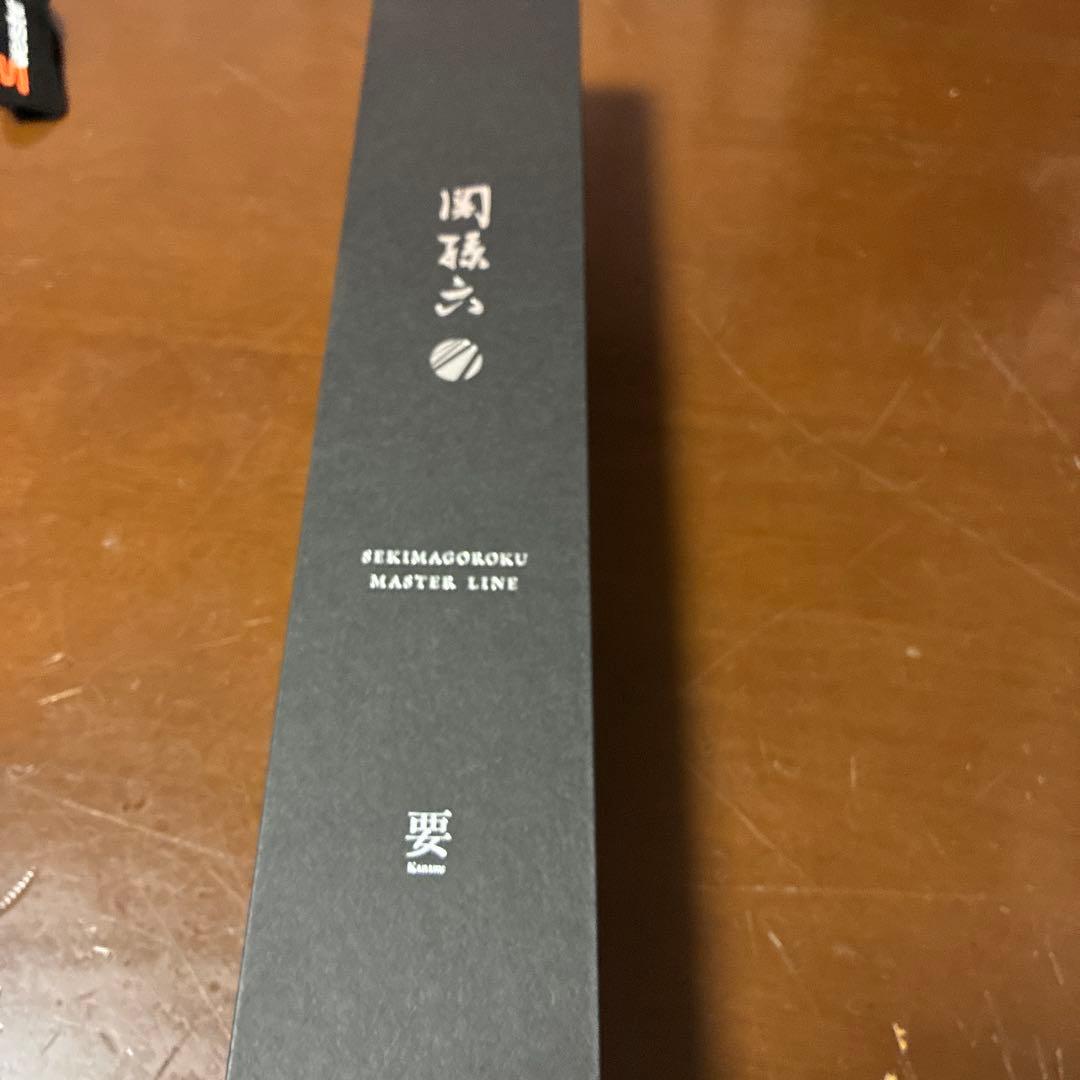 関
孫
六
SEKIMAGOROKU
MASTER LINE
要
Kaname